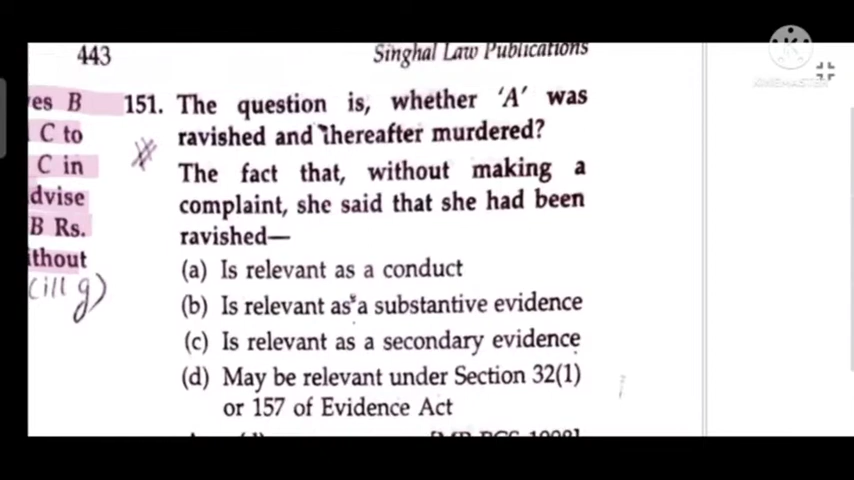 443
Singhal Law Publications
KINEMASTER
ves B
C to
C in
dvise
B Rs.
ithout
(ill g)
151. The question is, whether 'A' was
ravished and thereafter murdered?
The fact that, without making a
complaint, she said that she had been
ravished—
(a) Is relevant as a conduct
(b) Is relevant as a substantive evidence
(c) Is relevant as a secondary evidence
(d) May be relevant under Section 32(1)
or 157 of Evidence Act